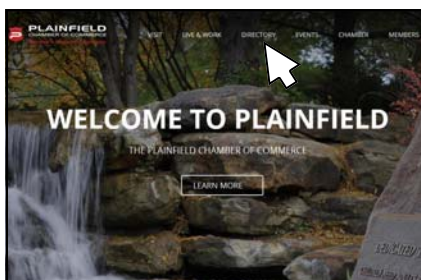 PLAINFIELD
CHAMBER OF COMMERCE
VISIT LIVE & WORK DIRECTORY EVENTS CHAMBER MEMBERS
WELCOME TO PLAINFIELD
THE PLAINFIELD CHAMBER OF COMMERCE
LEARN MORE
DEDICATED